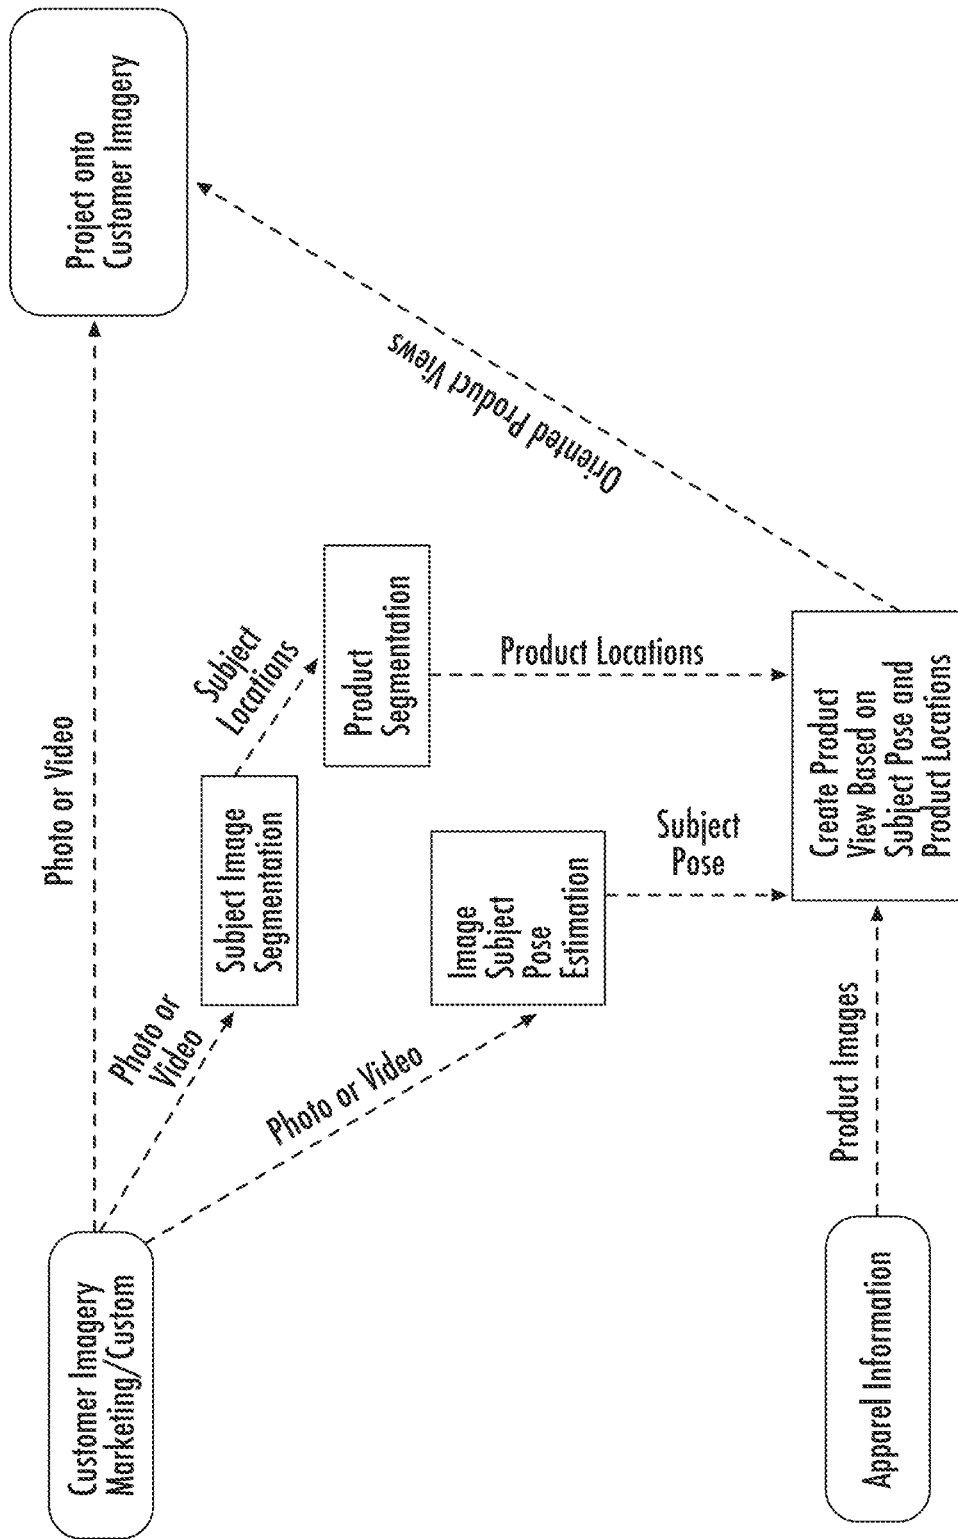 Customer Imagery
Marketing/Custom
Photo or Video
Project onto
Customer Imagery
Photo or
Video
Subject Image
Segmentation
Subject
Locations
Product
Segmentation
Photo or Video
Image
Subject
Pose
Estimation
Product Locations
Subject
Pose
Oriented Product Views
Apparel Information
Product Images
Create Product
View Based on
Subject Pose and
Product Locations